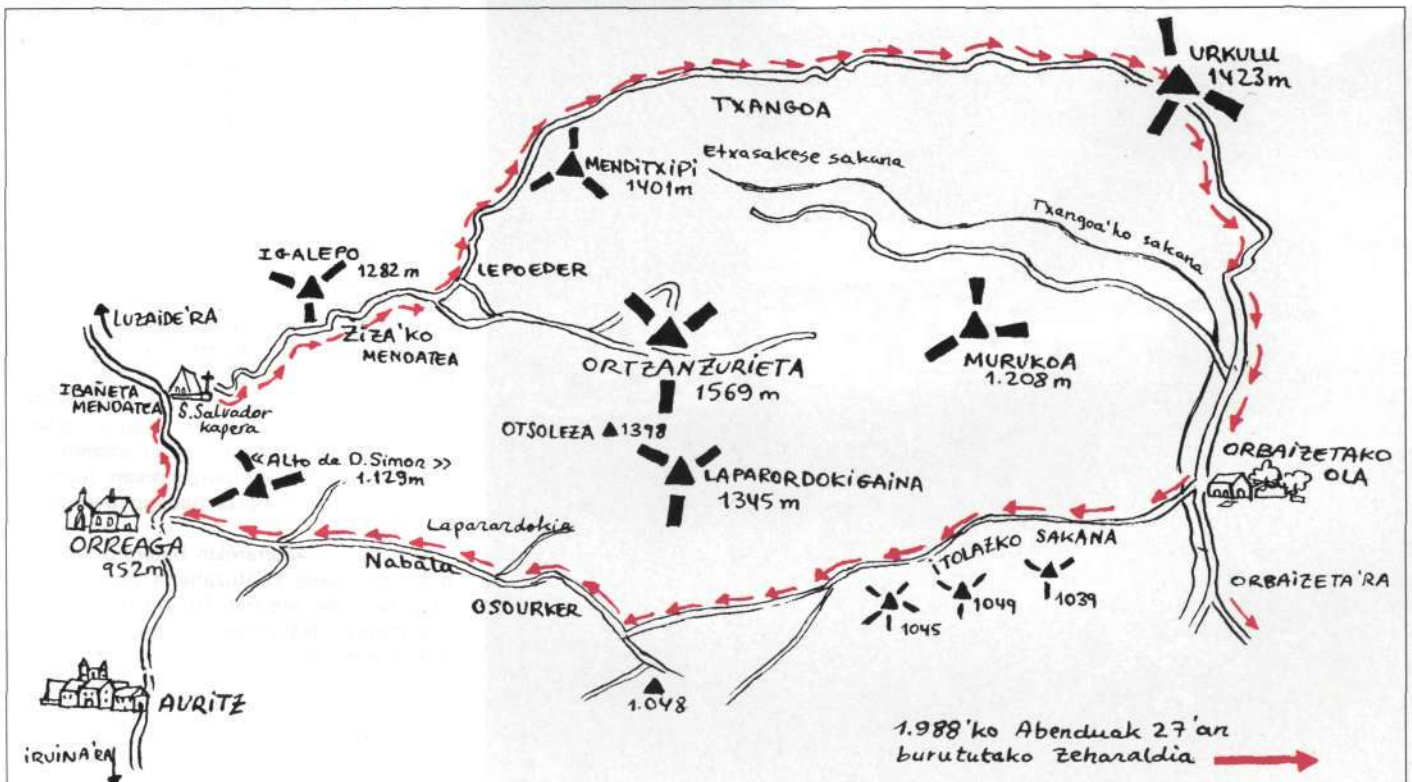 URKULU
1423 m
TXANGOA
MENDITXIPI
1401m
Etxasakese sakana
Txangoa'ko sakana
IGALEPO
1282 m
LEPOEDER
LUZAIDE'RA
ZIZA'KO
MENDATEA
IBAÑETA
MENDATEA
S. Salvador
kapera
ORTZANZURIETA
1569 m
MURUKOA
1.208 m
OTSOLEZA 1398
«Alto de D. Simon»
1.129m
LAPARORDOKIGAINA
1345 m
ORBAIZETAKO
OLA
ORREAGA
952m
Laparardokia
Nabala
OSOURKER
ITOLAZKO SAKANA
1045
1049
1039
ORBAIZETA'RA
1.048
AURITZ
IRUINA'RA
1.988'ko Abenduak 27'an
burututako zeharaldia